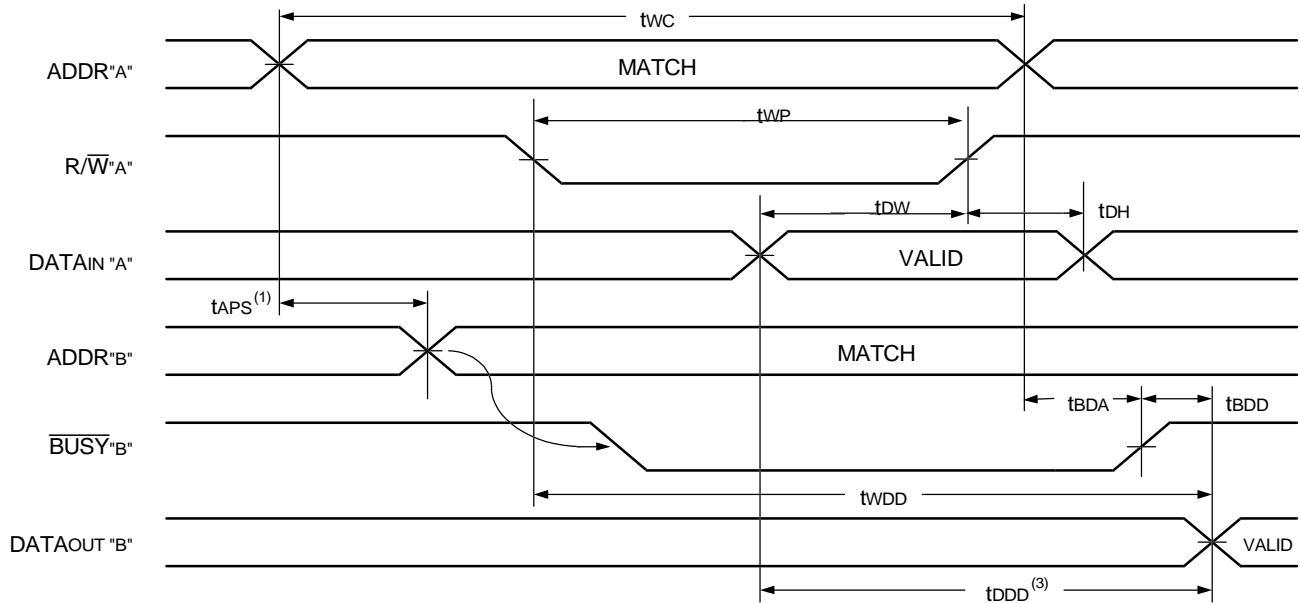 tWC
ADDR"A"
MATCH
tWP
R/W̅"A"
tDW
tDH
DATAIN "A"
VALID
tAPS(1)
ADDR"B"
MATCH
tBDA
tBDD
B̅U̅S̅Y̅"B"
tWDD
DATAOUT "B"
VALID
tDDD(3)